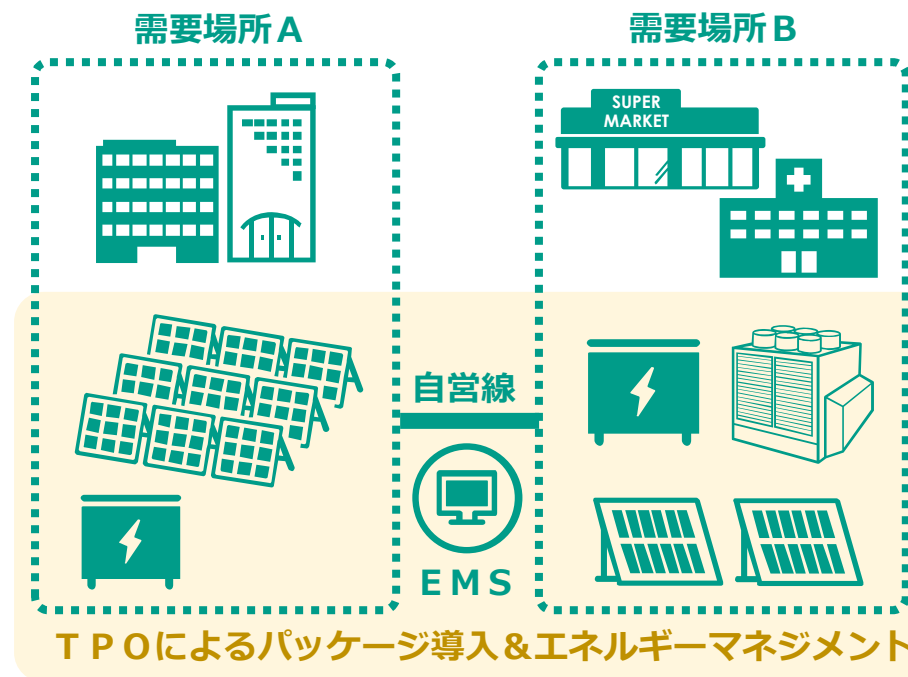 需要場所A
需要場所B
SUPER
MARKET
自営線
EMS
TPOによるパッケージ導入&エネルギーマネジメント